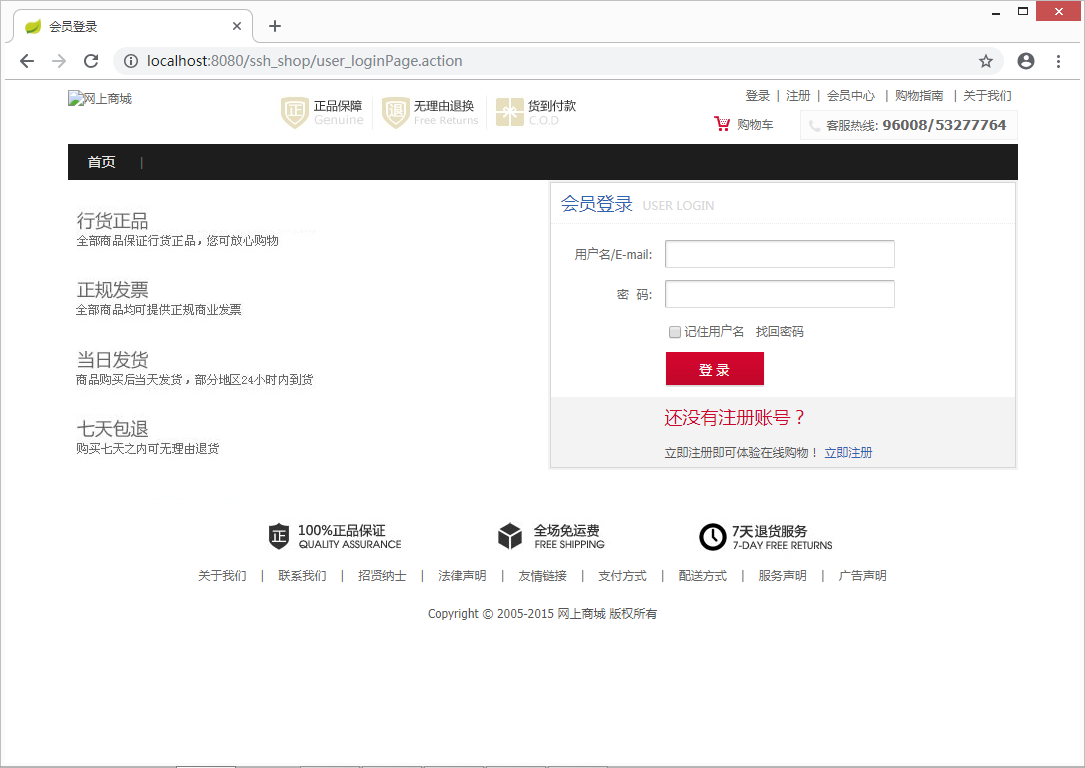 会员登录
localhost:8080/ssh_shop/user_loginPage.action
网上商城
正品保障
Genuine
无理由退换
Free Returns
货到付款
C.O.D
登录 | 注册 | 会员中心 | 购物指南 | 关于我们
购物车
客服热线: 96008/53277764
首页 |
行货正品
全部商品保证行货正品，您可放心购物
正规发票
全部商品均可提供正规商业发票
当日发货
商品购买后当天发货，部分地区24小时内到货
七天包退
购买七天之内可无理由退货
会员登录 USER LOGIN
用户名/E-mail:
密 码:
记住用户名 找回密码
登 录
还没有注册账号？
立即注册即可体验在线购物！ 立即注册
正
100%正品保证
QUALITY ASSURANCE
全场免运费
FREE SHIPPING
7天退货服务
7-DAY FREE RETURNS
关于我们 | 联系我们 | 招贤纳士 | 法律声明 | 友情链接 | 支付方式 | 配送方式 | 服务声明 | 广告声明
Copyright © 2005-2015 网上商城 版权所有